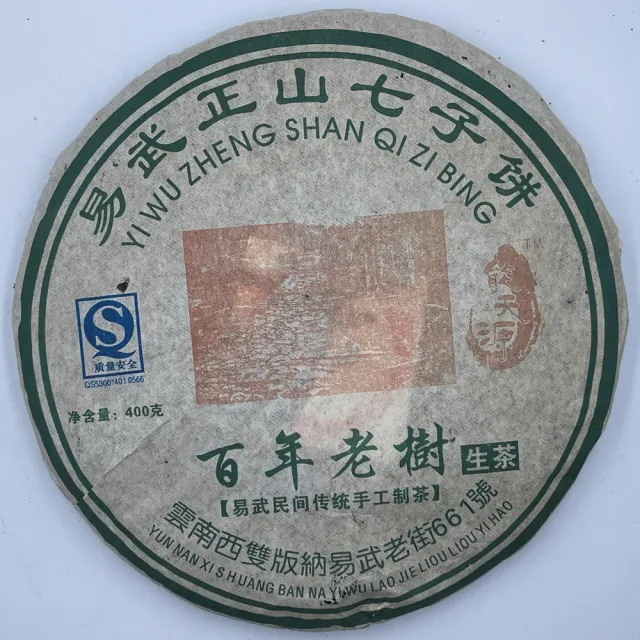 易武正山七子饼
YI WU ZHENG SHAN QI ZI BING
TM
质量安全
QS5300 1401 0566
净含量：400克
百年老樹
生茶
【易武民间传统手工制茶】
雲南西雙版納易武老街661號
YUN NAN XI SHUANG BAN NA YI WU LAO JIE LIOU LIOU YI HAO